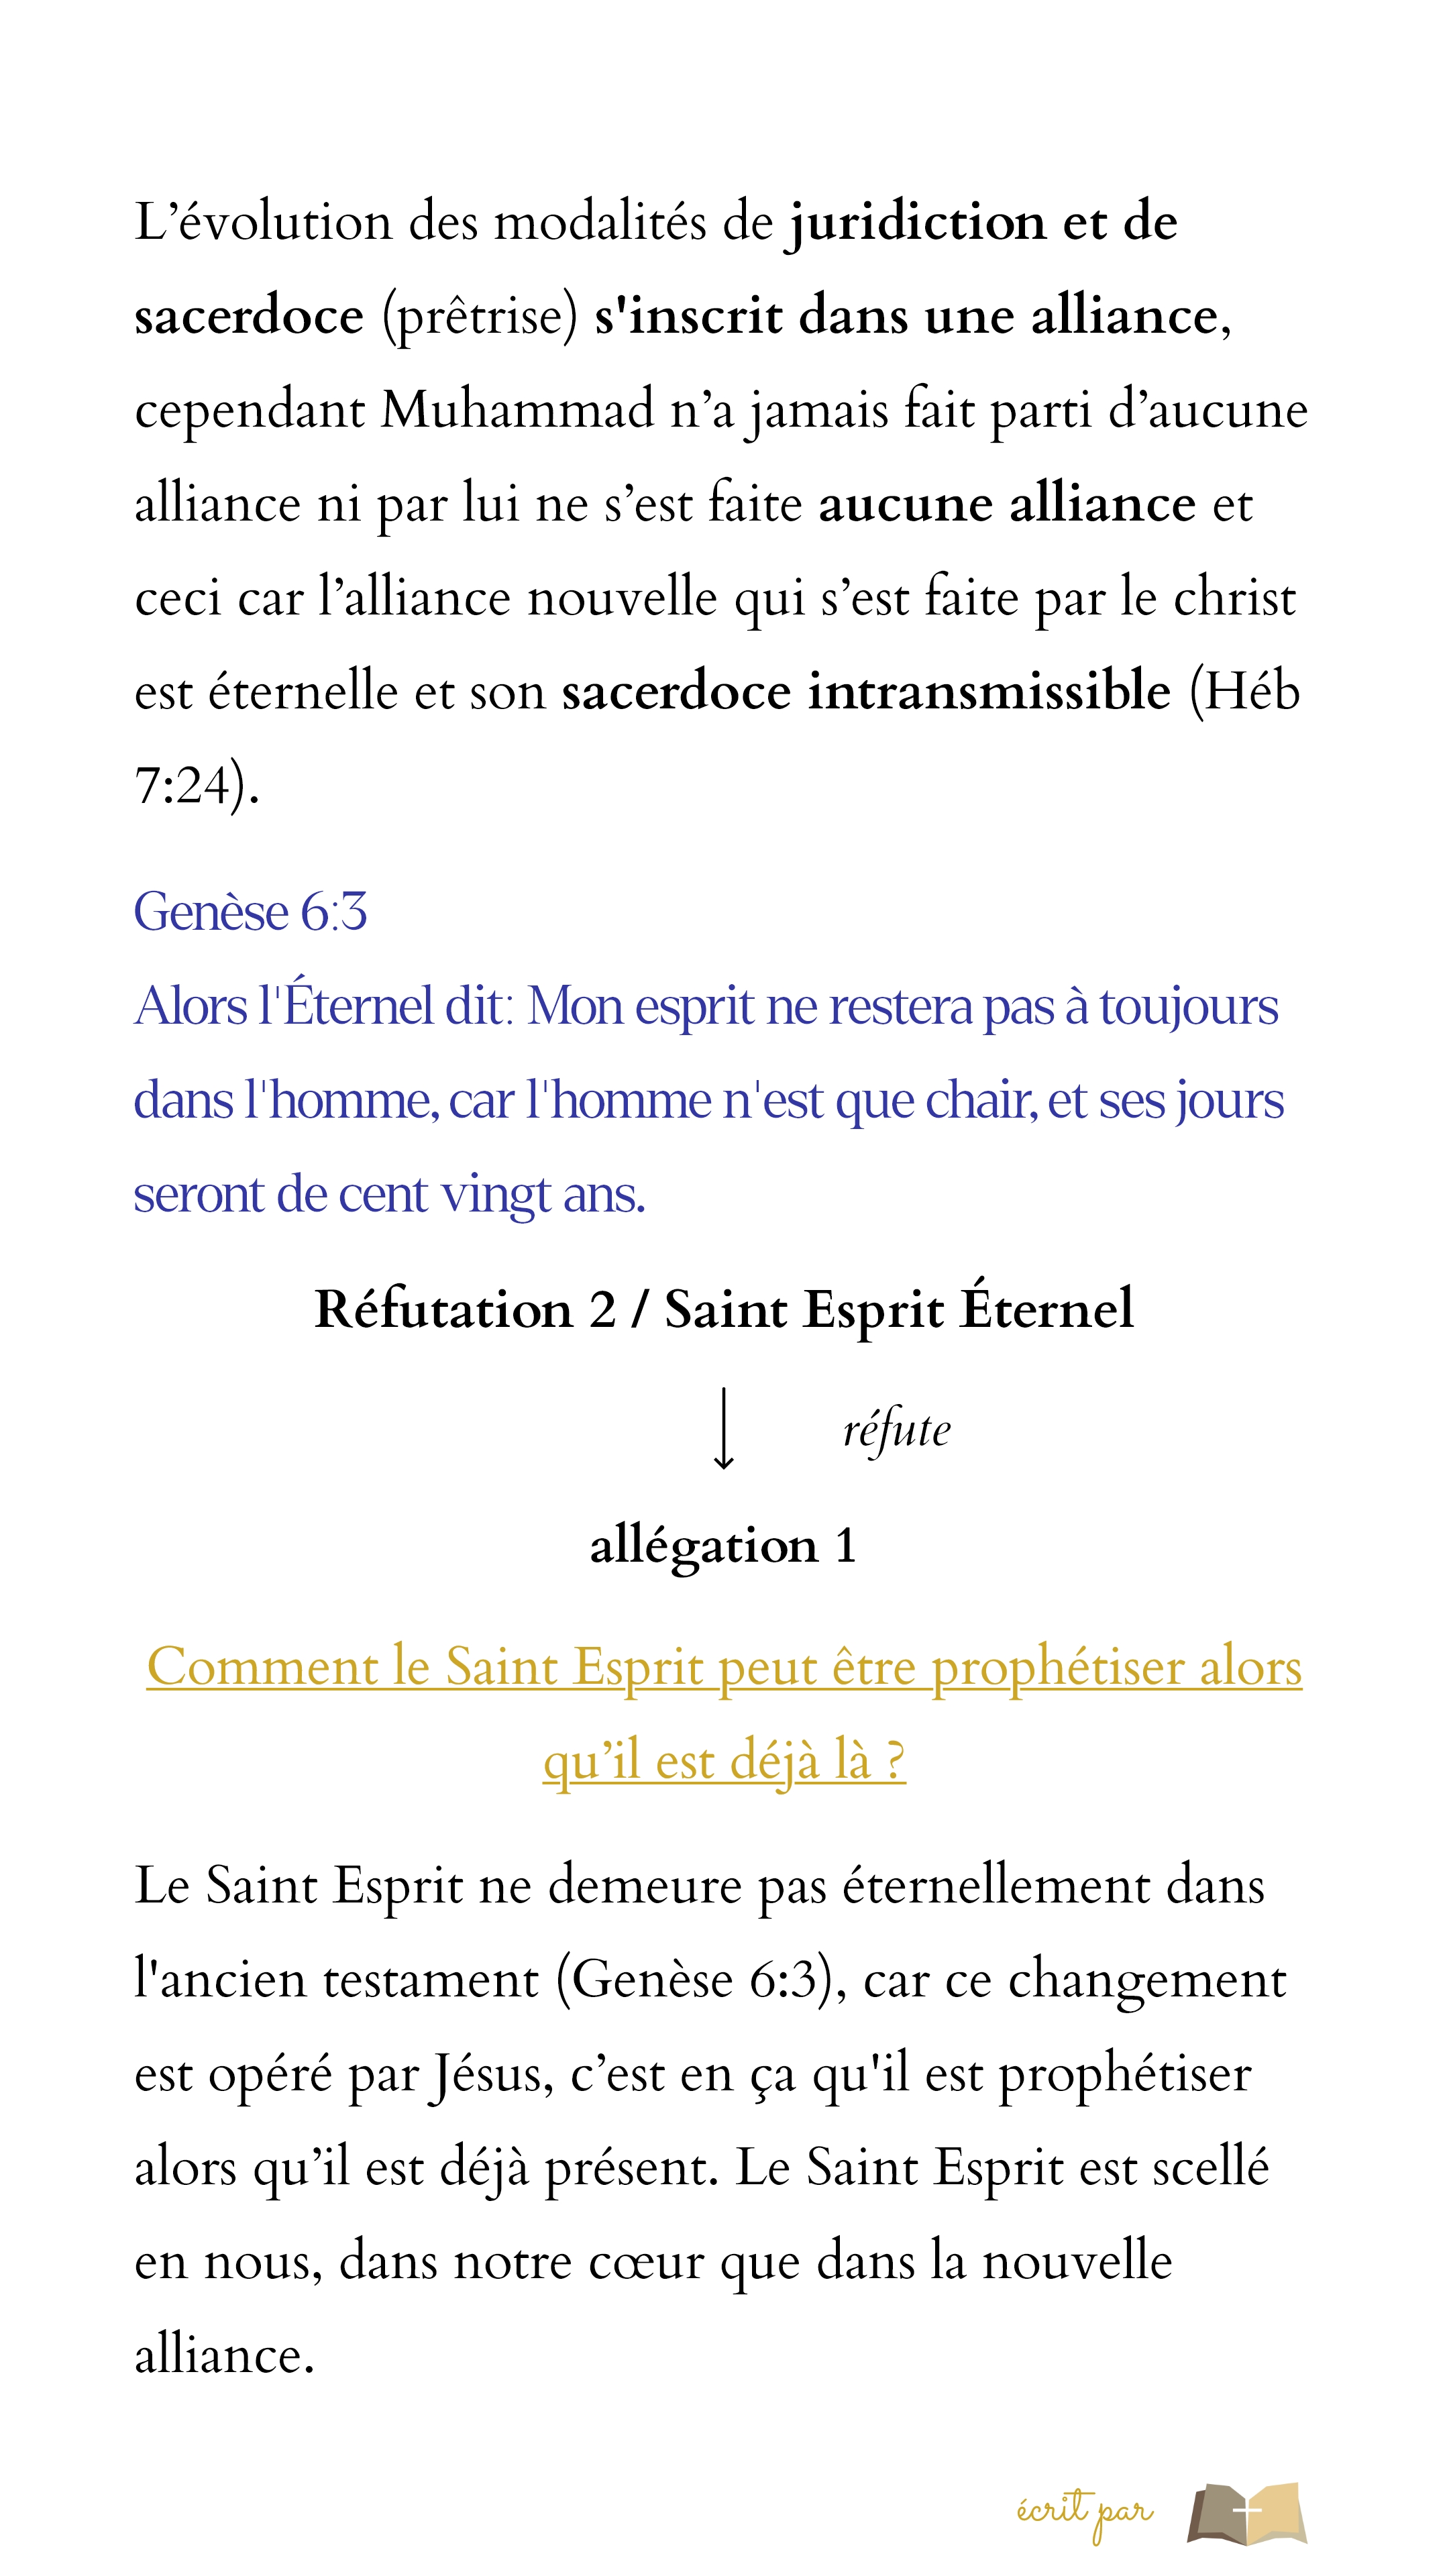 L’évolution des modalités de juridiction et de
sacerdoce (prêtrise) s'inscrit dans une alliance,
cependant Muhammad n’a jamais fait parti d’aucune
alliance ni par lui ne s’est faite aucune alliance et
ceci car l’alliance nouvelle qui s’est faite par le christ
est éternelle et son sacerdoce intransmissible (Héb
7:24).
Genèse 6:3
Alors l'Éternel dit: Mon esprit ne restera pas à toujours
dans l'homme, car l'homme n'est que chair, et ses jours
seront de cent vingt ans.
Réfutation 2 / Saint Esprit Éternel
réfute
allégation 1
Comment le Saint Esprit peut être prophétiser alors
qu’il est déjà là ?
Le Saint Esprit ne demeure pas éternellement dans
l'ancien testament (Genèse 6:3), car ce changement
est opéré par Jésus, c’est en ça qu'il est prophétiser
alors qu’il est déjà présent. Le Saint Esprit est scellé
en nous, dans notre cœur que dans la nouvelle
alliance.
écrit par